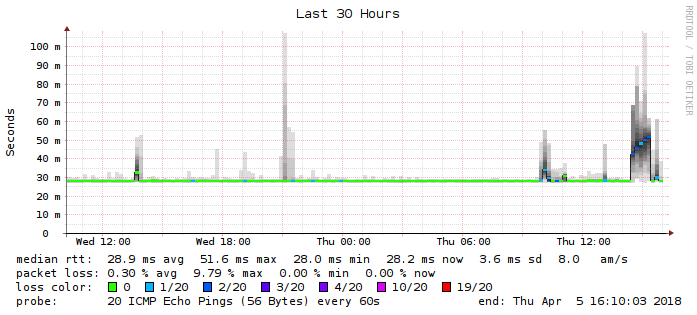 Last 30 Hours
RRDTOOL / TOBI OETIKER
Seconds
100 m
90 m
80 m
70 m
60 m
50 m
40 m
30 m
20 m
10 m
0
Wed 12:00 Wed 18:00 Thu 00:00 Thu 06:00 Thu 12:00
median rtt: 28.9 ms avg 51.6 ms max 28.0 ms min 28.2 ms now 3.6 ms sd 8.0 am/s
packet loss: 0.30 % avg 9.79 % max 0.00 % min 0.00 % now
loss color: 0 1/20 2/20 3/20 4/20 10/20 19/20
probe: 20 ICMP Echo Pings (56 Bytes) every 60s end: Thu Apr 5 16:10:03 2018